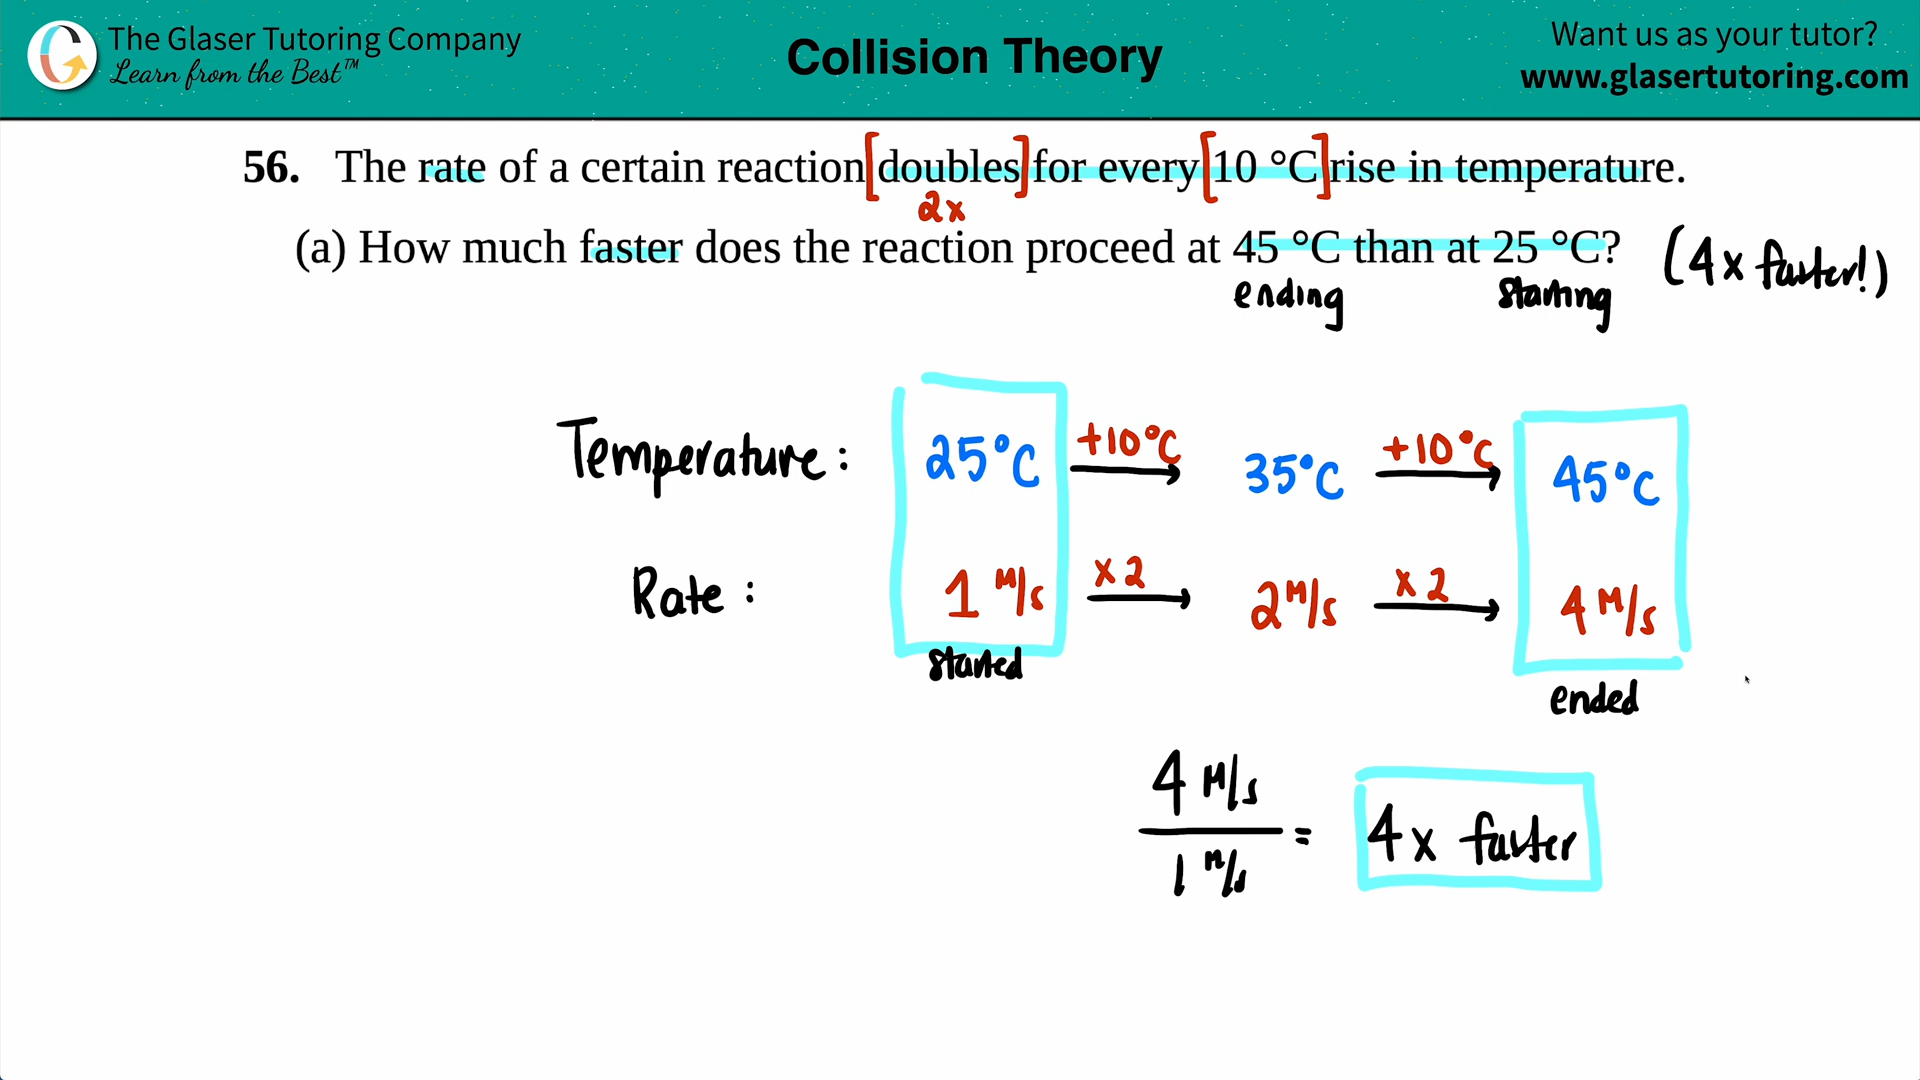 The Glaser Tutoring Company
Learn from the Best™
Collision Theory
Want us as your tutor?
www.glasertutoring.com
56. The rate of a certain reaction [doubles] for every [10 °C] rise in temperature.
2x
(a) How much faster does the reaction proceed at 45 °C than at 25 °C? (4x faster!)
ending starting
Temperature: 25°C +10°C 35°C +10°C 45°C
Rate: 1 M/s x 2 2 M/s x 2 4 M/s
started
ended
4 M/s
= 4x faster
1 M/s